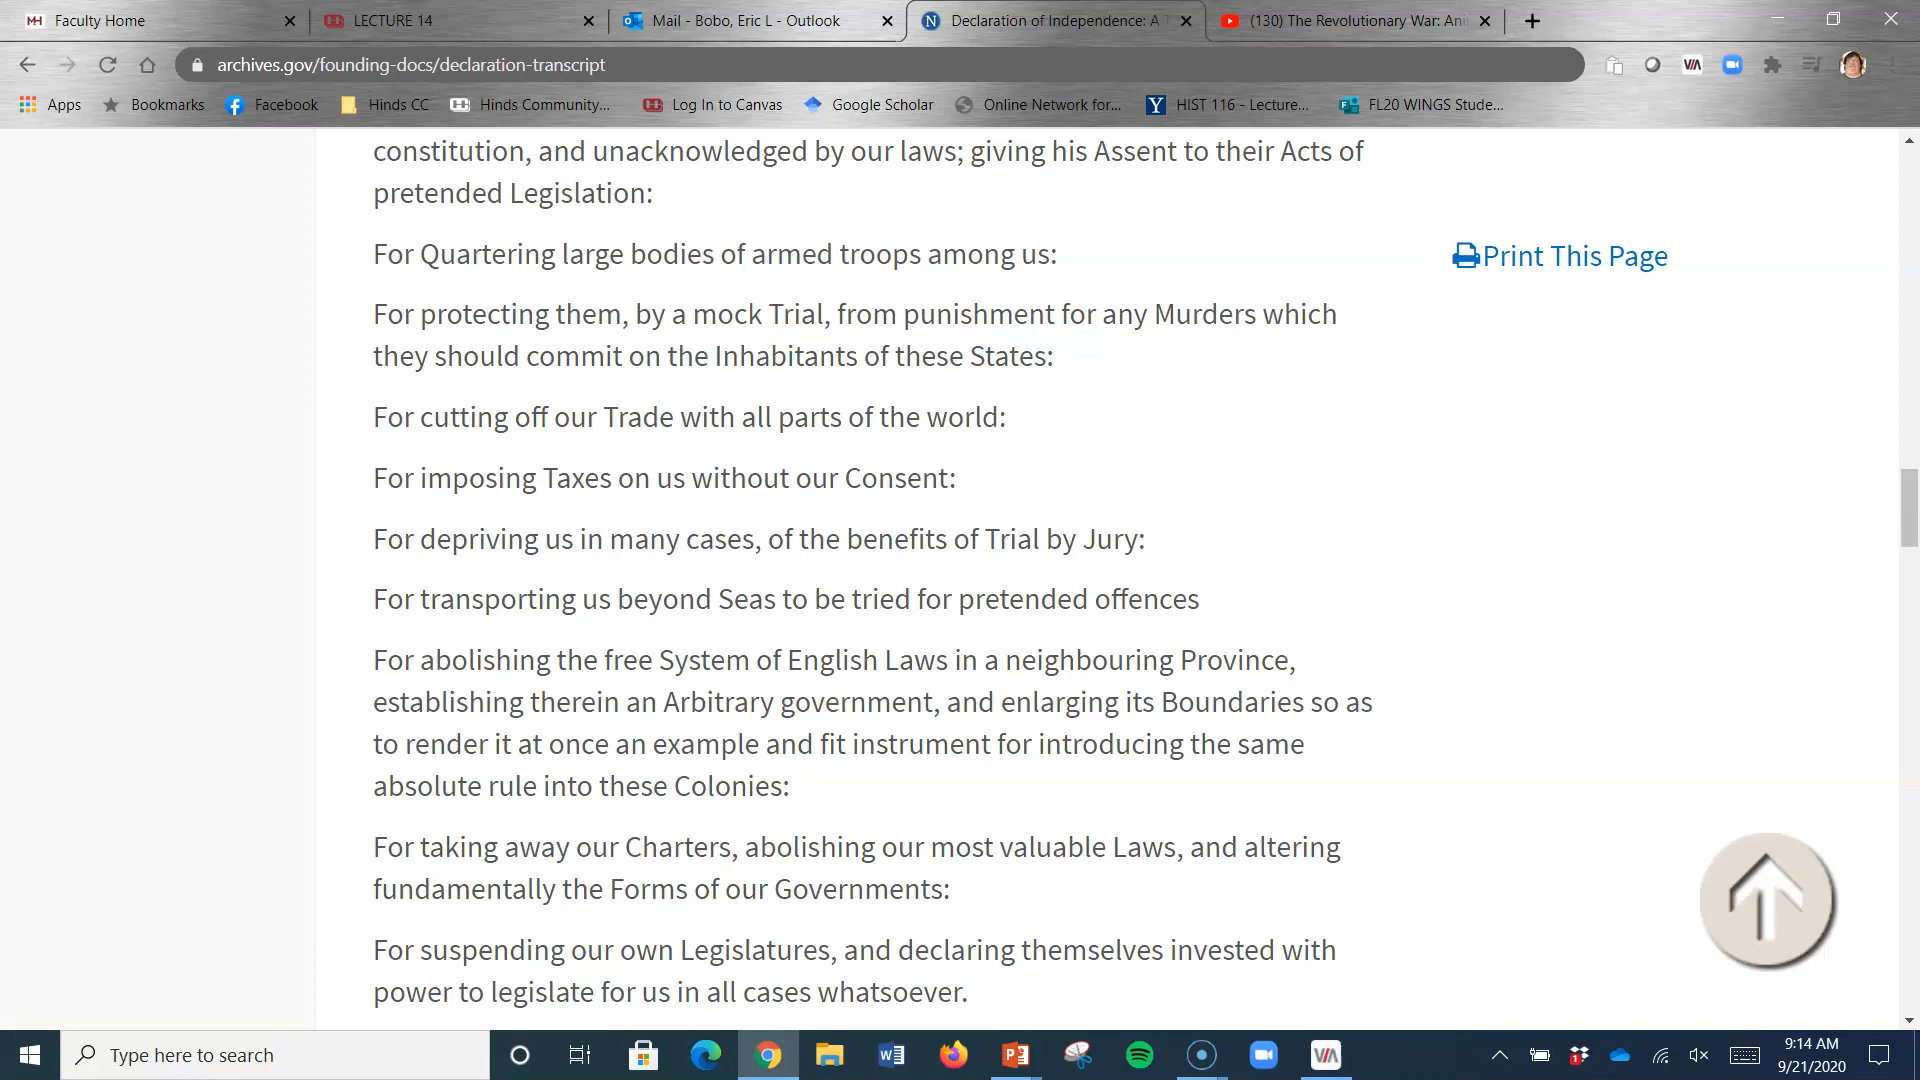 Faculty Home
LECTURE 14
Mail - Bobo, Eric L - Outlook
Declaration of Independence: A T
(130) The Revolutionary War: Ani
archives.gov/founding-docs/declaration-transcript
Apps
Bookmarks
Facebook
Hinds CC
Hinds Community...
Log In to Canvas
Google Scholar
Online Network for...
HIST 116 - Lecture...
FL20 WINGS Stude...
constitution, and unacknowledged by our laws; giving his Assent to their Acts of
pretended Legislation:
For Quartering large bodies of armed troops among us:
Print This Page
For protecting them, by a mock Trial, from punishment for any Murders which
they should commit on the Inhabitants of these States:
For cutting off our Trade with all parts of the world:
For imposing Taxes on us without our Consent:
For depriving us in many cases, of the benefits of Trial by Jury:
For transporting us beyond Seas to be tried for pretended offences
For abolishing the free System of English Laws in a neighbouring Province,
establishing therein an Arbitrary government, and enlarging its Boundaries so as
to render it at once an example and fit instrument for introducing the same
absolute rule into these Colonies:
For taking away our Charters, abolishing our most valuable Laws, and altering
fundamentally the Forms of our Governments:
For suspending our own Legislatures, and declaring themselves invested with
power to legislate for us in all cases whatsoever.
Type here to search
9:14 AM
9/21/2020